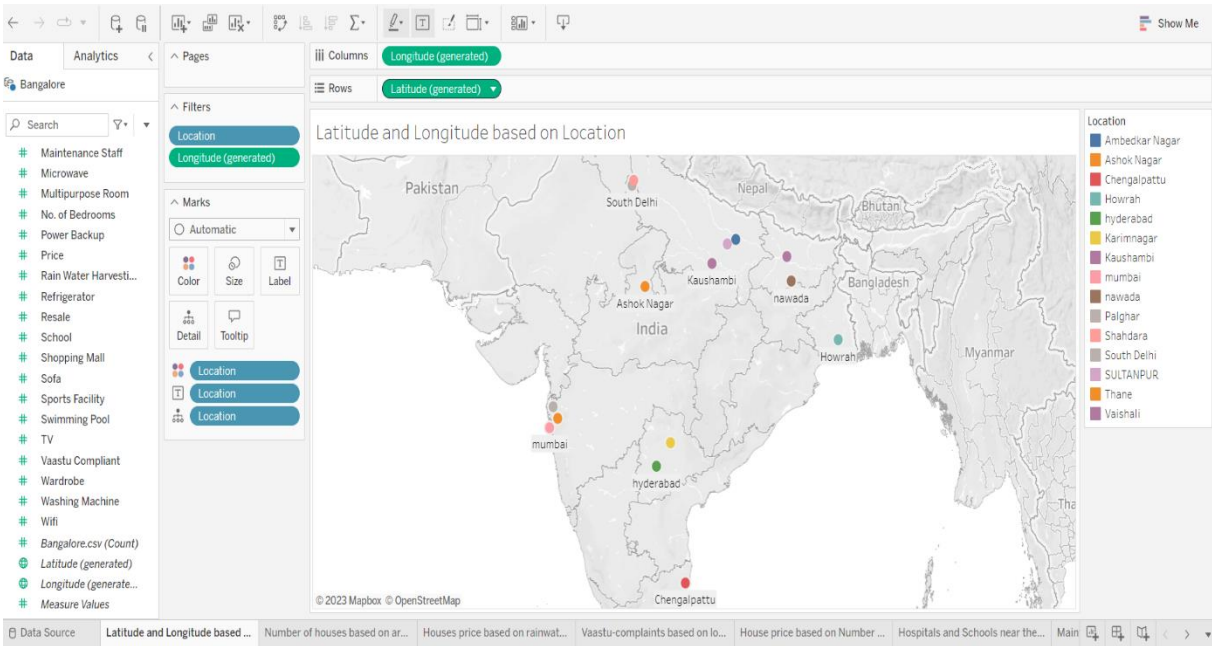 Show Me
Data
Analytics
Pages
Columns
Longitude (generated)
Bangalore
Rows
Latitude (generated)
Filters
Search
Location
Longitude (generated)
Maintenance Staff
Microwave
Multipurpose Room
No. of Bedrooms
Power Backup
Price
Rain Water Harvesti...
Refrigerator
Resale
School
Shopping Mall
Sofa
Sports Facility
Swimming Pool
TV
Vaastu Compliant
Wardrobe
Washing Machine
Wifi
Bangalore.csv (Count)
Latitude (generated)
Longitude (generate...
Measure Values
Marks
Automatic
Color
Size
Label
Detail
Tooltip
Location
Location
Location
Latitude and Longitude based on Location
Pakistan
Nepal
South Delhi
Bhutan
Kaushambi
Bangladesh
Ashok Nagar
nawada
India
Howrah
Myanmar
mumbai
hyderabad
Tha
Chengalpattu
© 2023 Mapbox © OpenStreetMap
Location
Ambedkar Nagar
Ashok Nagar
Chengalpattu
Howrah
hyderabad
Karimnagar
Kaushambi
mumbai
nawada
Palghar
Shahdara
South Delhi
SULTANPUR
Thane
Vaishali
Data Source
Latitude and Longitude based ...
Number of houses based on ar...
Houses price based on rainwat...
Vaastu-complaints based on lo...
House price based on Number ...
Hospitals and Schools near the...
Main